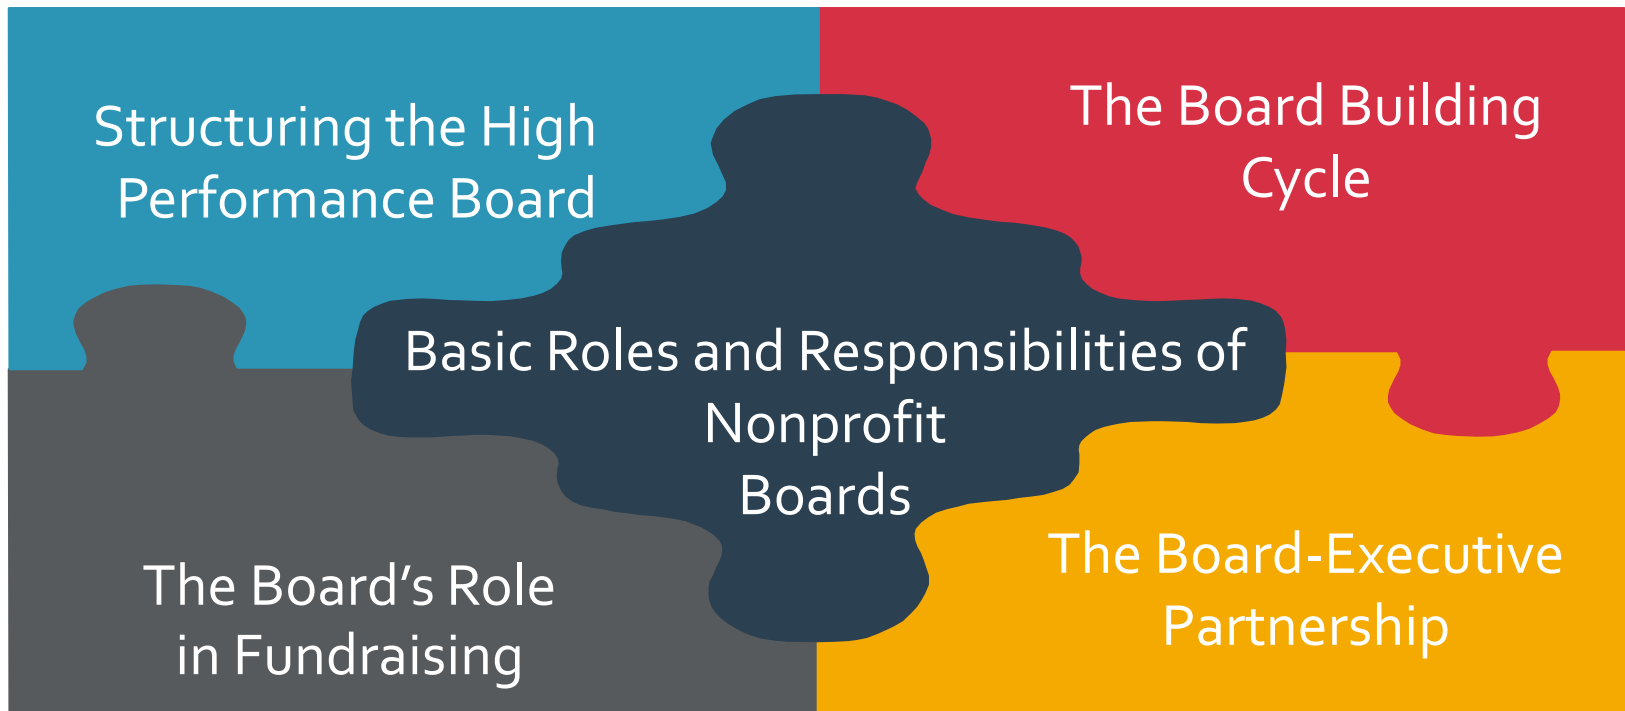 Structuring the High
Performance Board
The Board Building
Cycle
Basic Roles and Responsibilities of
Nonprofit
Boards
The Board’s Role
in Fundraising
The Board-Executive
Partnership